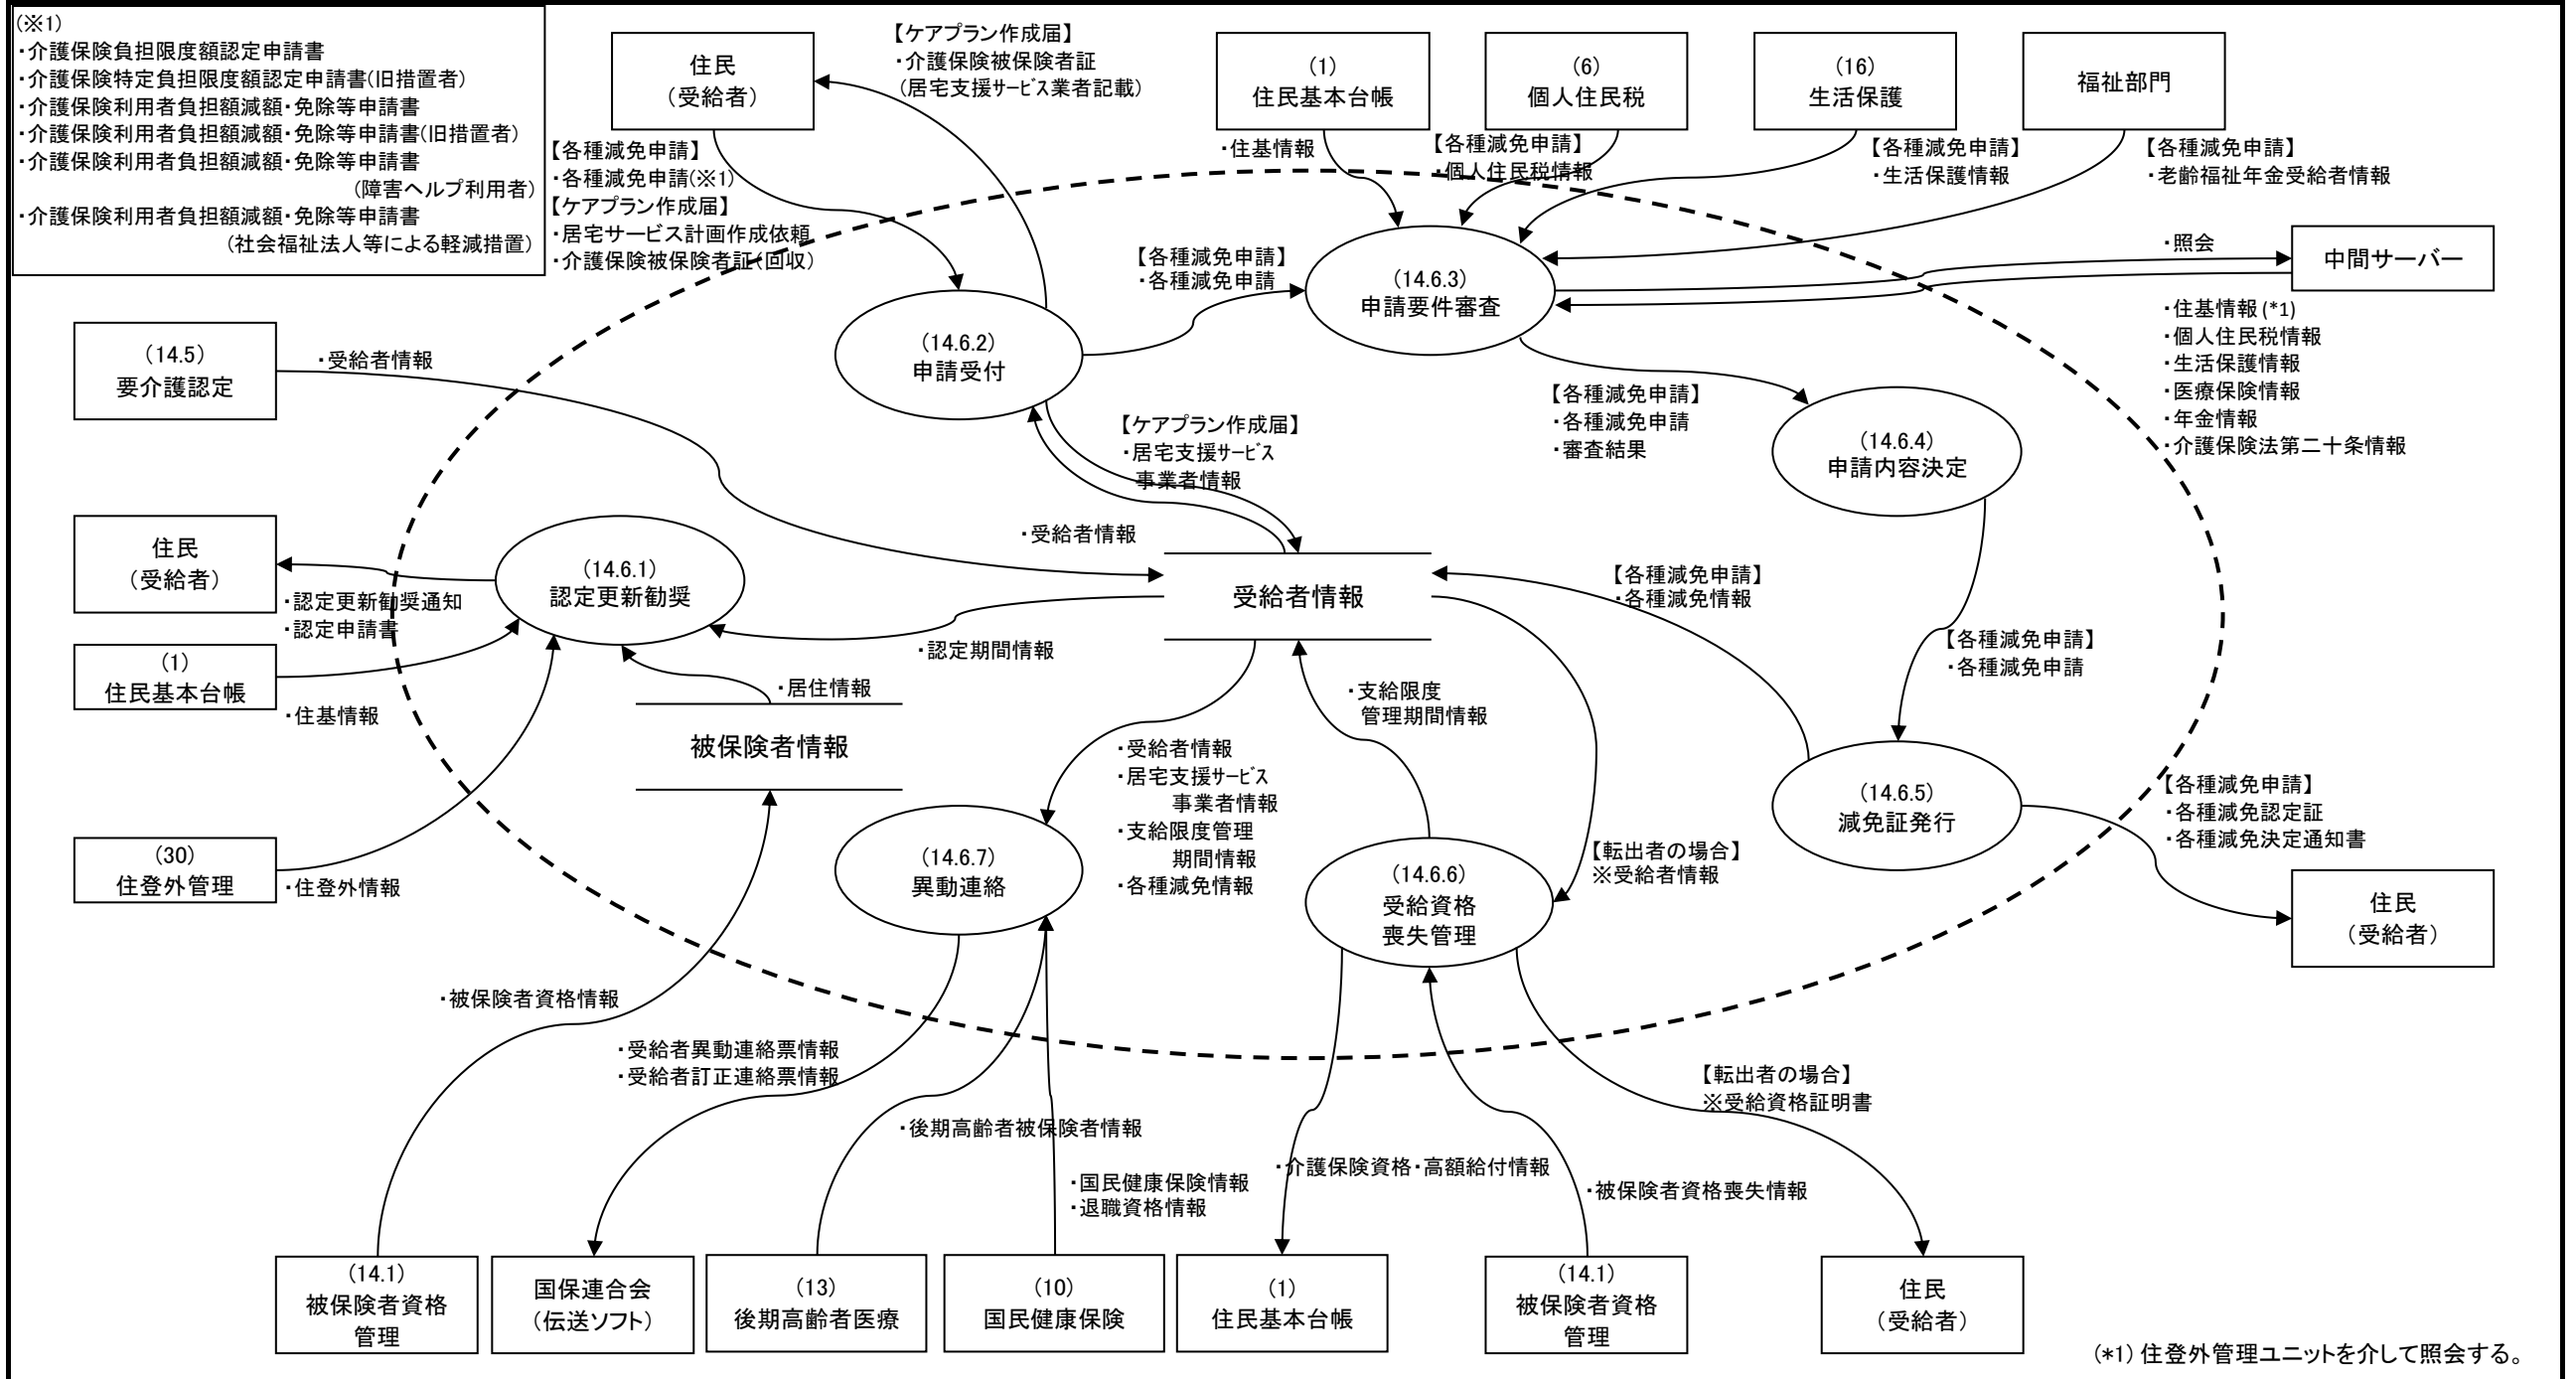 (※1)
・介護保険負担限度額認定申請書
・介護保険特定負担限度額認定申請書(旧措置者)
・介護保険利用者負担額減額・免除等申請書
・介護保険利用者負担額減額・免除等申請書(旧措置者)
・介護保険利用者負担額減額・免除等申請書
(障害ヘルプ利用者)
・介護保険利用者負担額減額・免除等申請書
(社会福祉法人等による軽減措置)
住民
(受給者)
【ケアプラン作成届】
・介護保険被保険者証
(居宅支援サービス業者記載)
(1)
住民基本台帳
(6)
個人住民税
(16)
生活保護
福祉部門
【各種減免申請】
・各種減免申請(※1)
【ケアプラン作成届】
・居宅サービス計画作成依頼
・介護保険被保険者証(回収)
・住基情報
【各種減免申請】
・個人住民税情報
【各種減免申請】
・生活保護情報
【各種減免申請】
・老齢福祉年金受給者情報
【各種減免申請】
・各種減免申請
(14.6.3)
申請要件審査
・照会
中間サーバー
・住基情報(*1)
・個人住民税情報
・生活保護情報
・医療保険情報
・年金情報
・介護保険法第二十条情報
(14.5)
要介護認定
・受給者情報
(14.6.2)
申請受付
【ケアプラン作成届】
・居宅支援サービス
事業者情報
【各種減免申請】
・各種減免申請
・審査結果
(14.6.4)
申請内容決定
住民
(受給者)
・認定更新勧奨通知
・認定申請書
(14.6.1)
認定更新勧奨
・受給者情報
受給者情報
【各種減免申請】
・各種減免情報
【各種減免申請】
・各種減免申請
(1)
住民基本台帳
・住基情報
・認定期間情報
・居住情報
被保険者情報
・支給限度
管理期間情報
・受給者情報
・居宅支援サービス
事業者情報
・支給限度管理
期間情報
・各種減免情報
(14.6.5)
減免証発行
【各種減免申請】
・各種減免認定証
・各種減免決定通知書
(30)
住登外管理
・住登外情報
(14.6.7)
異動連絡
(14.6.6)
受給資格
喪失管理
【転出者の場合】
※受給者情報
住民
(受給者)
・被保険者資格情報
・受給者異動連絡票情報
・受給者訂正連絡票情報
・後期高齢者被保険者情報
・国民健康保険情報
・退職資格情報
・介護保険資格・高額給付情報
・被保険者資格喪失情報
【転出者の場合】
※受給資格証明書
(14.1)
被保険者資格
管理
国保連合会
(伝送ソフト)
(13)
後期高齢者医療
(10)
国民健康保険
(1)
住民基本台帳
(14.1)
被保険者資格
管理
住民
(受給者)
(*1)住登外管理ユニットを介して照会する。